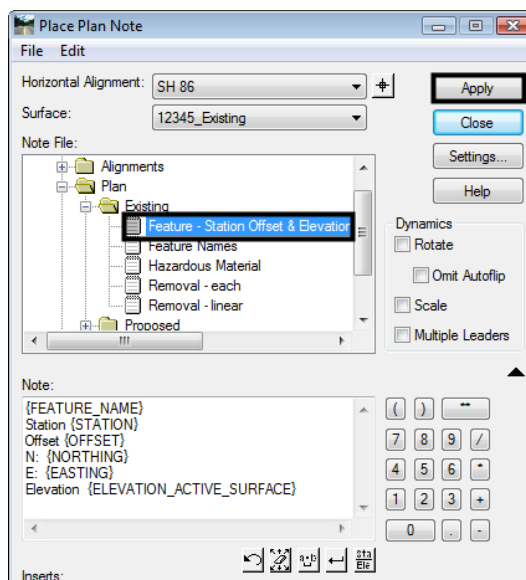 Place Plan Note
File Edit
Horizontal Alignment: SH 86
Apply
Surface: 12345_Existing
Close
Note File:
Settings...
Alignments
Plan
Help
Existing
Feature - Station Offset & Elevation
Dynamics
Feature Names
Rotate
Hazardous Material
Omit Autoflip
Removal - each
Removal - linear
Scale
Proposed
Multiple Leaders
Note:
{FEATURE_NAME}
Station {STATION}
Offset {OFFSET}
N: {NORTHING}
E: {EASTING}
Elevation {ELEVATION_ACTIVE_SURFACE}
( ) **
7 8 9 /
4 5 6 *
1 2 3 +
0 . -
a·b
Sta
Ele
Inserts: